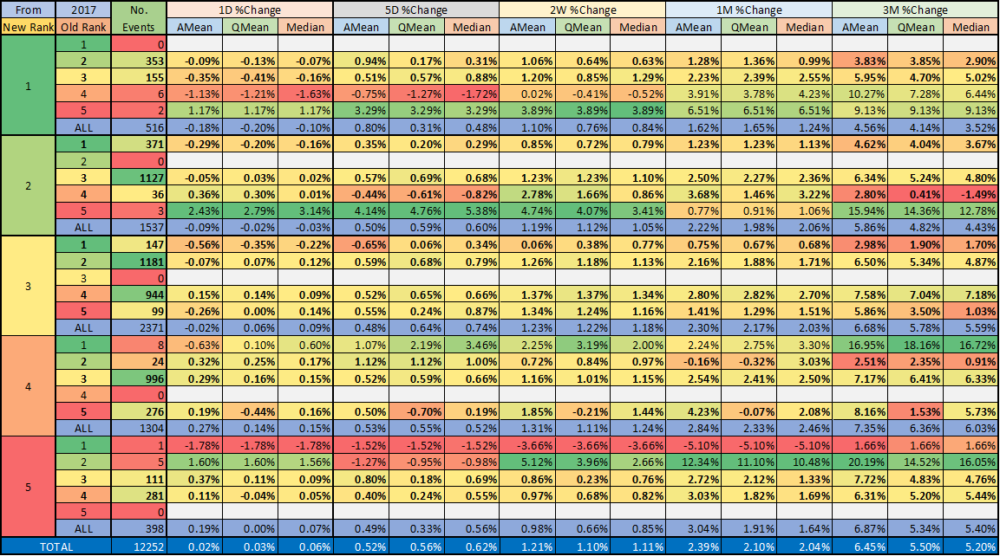 From 2017 No. 1D %Change 5D %Change 2W %Change 1M %Change 3M %Change
New Rank Old Rank Events AMean QMean Median AMean QMean Median AMean QMean Median AMean QMean Median AMean QMean Median
1 0
2 353 -0.09% -0.13% -0.07% 0.94% 0.17% 0.31% 1.06% 0.64% 0.63% 1.28% 1.36% 0.99% 3.83% 3.85% 2.90%
1 3 155 -0.35% -0.41% -0.16% 0.51% 0.57% 0.88% 1.20% 0.85% 1.29% 2.23% 2.39% 2.55% 5.95% 4.70% 5.02%
4 6 -1.13% -1.21% -1.63% -0.75% -1.27% -1.72% 0.02% -0.41% -0.52% 3.91% 3.78% 4.23% 10.27% 7.28% 6.44%
5 2 1.17% 1.17% 1.17% 3.29% 3.29% 3.29% 3.89% 3.89% 3.89% 6.51% 6.51% 6.51% 9.13% 9.13% 9.13%
ALL 516 -0.18% -0.20% -0.10% 0.80% 0.31% 0.48% 1.10% 0.76% 0.84% 1.62% 1.65% 1.24% 4.56% 4.14% 3.52%
1 371 -0.29% -0.20% -0.16% 0.35% 0.20% 0.29% 0.85% 0.72% 0.79% 1.23% 1.23% 1.13% 4.62% 4.04% 3.67%
2 0
2 3 1127 -0.05% 0.03% 0.02% 0.57% 0.69% 0.68% 1.23% 1.23% 1.10% 2.50% 2.27% 2.36% 6.34% 5.24% 4.80%
4 36 0.36% 0.30% 0.01% -0.44% -0.61% -0.82% 2.78% 1.66% 0.86% 3.68% 1.46% 3.22% 2.80% 0.41% -1.49%
5 3 2.43% 2.79% 3.14% 4.14% 4.76% 5.38% 4.74% 4.07% 3.41% 0.77% 0.91% 1.06% 15.94% 14.36% 12.78%
ALL 1537 -0.09% -0.02% -0.03% 0.50% 0.59% 0.60% 1.19% 1.12% 1.05% 2.22% 1.98% 2.06% 5.86% 4.82% 4.43%
1 147 -0.56% -0.35% -0.22% -0.65% 0.06% 0.34% 0.06% 0.38% 0.77% 0.75% 0.67% 0.68% 2.98% 1.90% 1.70%
2 1181 -0.07% 0.07% 0.12% 0.59% 0.68% 0.79% 1.26% 1.18% 1.13% 2.16% 1.88% 1.71% 6.50% 5.34% 4.87%
3 3 0
4 944 0.15% 0.14% -0.09% 0.52% 0.65% 0.66% 1.37% 1.37% 1.34% 2.80% 2.82% 2.70% 7.58% 7.04% 7.18%
5 99 -0.26% 0.00% 0.14% 0.55% 0.24% 0.87% 1.34% 1.24% 1.16% 1.41% 1.29% 1.51% 5.86% 3.50% 1.03%
ALL 2371 -0.02% 0.06% 0.09% 0.48% 0.64% 0.74% 1.23% 1.22% 1.18% 2.30% 2.17% 2.03% 6.68% 5.78% 5.59%
1 8 -0.63% 0.10% 0.60% 1.07% 2.19% 3.46% 2.25% 3.19% 2.00% 2.24% 2.75% 3.30% 16.95% 18.16% 16.72%
2 24 0.32% 0.25% 0.17% 1.12% 1.12% 1.00% 0.72% 0.84% 0.97% -0.16% -0.32% 3.03% 2.51% 2.35% 0.91%
4 3 996 0.29% 0.16% 0.15% 0.52% 0.59% 0.66% 1.16% 1.01% 1.15% 2.54% 2.41% 2.50% 7.17% 6.41% 6.33%
4 0
5 276 0.19% -0.44% 0.16% 0.50% -0.70% 0.19% 1.85% -0.21% 1.44% 4.23% -0.07% 2.08% 8.16% 1.53% 5.73%
ALL 1304 0.27% 0.14% 0.15% 0.53% 0.55% 0.52% 1.31% 1.11% 1.24% 2.84% 2.33% 2.46% 7.35% 6.36% 6.03%
1 1 -1.78% -1.78% -1.78% -1.52% -1.52% -1.52% -3.66% -3.66% -3.66% -5.10% -5.10% -5.10% 1.66% 1.66% 1.66%
2 5 1.60% 1.60% 1.56% -1.27% -0.95% -0.98% 5.12% 3.96% 2.66% 12.34% 11.10% 10.48% 20.19% 14.52% 16.05%
5 3 111 0.37% 0.11% 0.09% 0.80% 0.18% 0.69% 0.86% 0.23% 0.76% 2.72% 2.12% 1.33% 7.72% 4.83% 4.76%
4 281 0.11% -0.04% 0.05% 0.40% 0.24% 0.55% 0.97% 0.68% 0.82% 3.03% 1.82% 1.69% 6.31% 5.20% 5.44%
5 0
ALL 398 0.19% 0.00% 0.07% 0.49% 0.33% 0.56% 0.98% 0.66% 0.85% 3.04% 1.91% 1.64% 6.87% 5.34% 5.40%
TOTAL 12252 0.02% 0.03% 0.06% 0.52% 0.56% 0.62% 1.21% 1.10% 1.11% 2.39% 2.10% 2.04% 6.45% 5.50% 5.20%